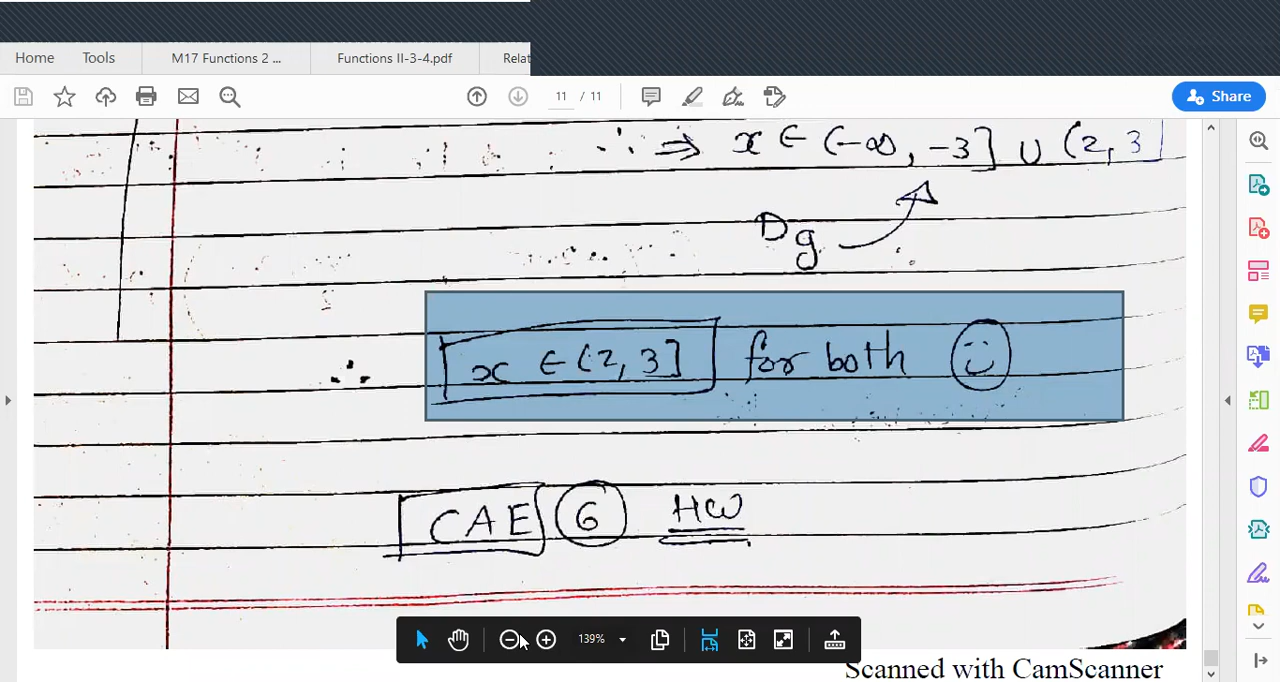 Home Tools M17 Functions 2 ... Functions II-3-4.pdf Relat
11 / 11 Share
∴ ⇒ x ∈ (-∞, -3] ∪ (2, 3]
Dg
∴ x ∈ (2, 3] for both
CAE 6 HW
139%
Scanned with CamScanner